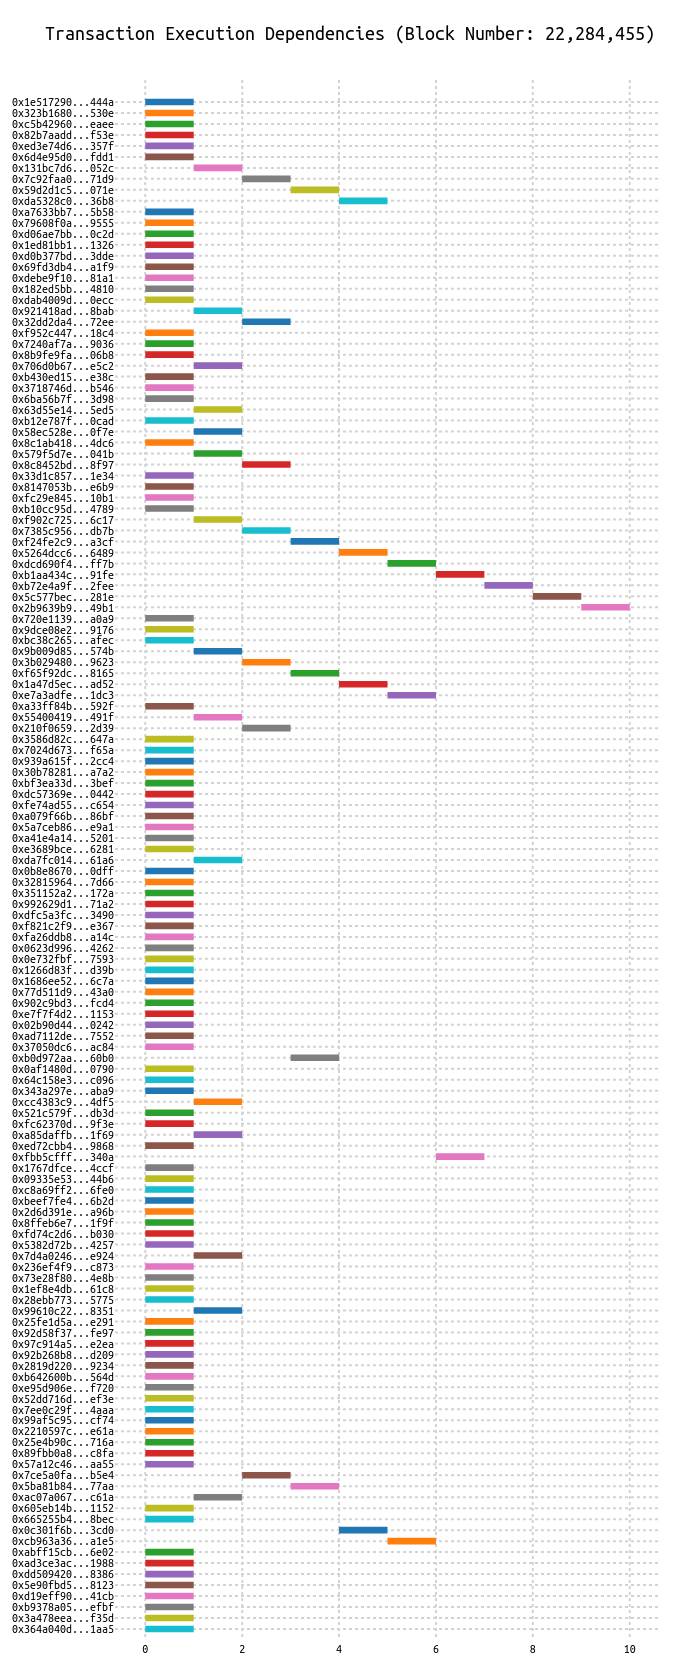 Transaction Execution Dependencies (Block Number: 22,284,455)
0x1e517290...444a
0x323b1680...530e
0xc5b42960...eaee
0x82b7aadd...f53e
0xed3e74d6...357f
0x6d4e95d0...fdd1
0x131bc7d6...052c
0x7c92faa0...71d9
0x59d2d1c5...071e
0xda5328c0...36b8
0xa7633bb7...5b58
0x79608f0a...9555
0xd06ae7bb...0c2d
0x1ed81bb1...1326
0xd0b377bd...3dde
0x69fd3db4...a1f9
0xdebe9f10...81a1
0x182ed5bb...4810
0xdab4009d...0ecc
0x921418ad...8bab
0x32dd2da4...72ee
0xf952c447...18c4
0x7240af7a...9036
0x8b9fe9fa...06b8
0x706d0b67...e5c2
0xb430ed15...e38c
0x3718746d...b546
0x6ba56b7f...3d98
0x63d55e14...5ed5
0xb12e787f...0cad
0x58ec528e...0f7e
0x8c1ab418...4dc6
0x579f5d7e...041b
0x8c8452bd...8f97
0x33d1c857...1e34
0x8147053b...e6b9
0xfc29e845...10b1
0xb10cc95d...4789
0xf902c725...6c17
0x7385c956...db7b
0xf24fe2c9...a3cf
0x5264dcc6...6489
0xdcd690f4...ff7b
0xb1aa434c...91fe
0xb72e4a9f...2fee
0x5c577bec...281e
0x2b9639b9...49b1
0x720e1139...a0a9
0x9dce08e2...9176
0xbc38c265...afec
0x9b009d85...574b
0x3b029480...9623
0xf65f92dc...8165
0x1a47d5ec...ad52
0xe7a3adfe...1dc3
0xa33ff84b...592f
0x55400419...491f
0x210f0659...2d39
0x3586d82c...647a
0x7024d673...f65a
0x939a615f...2cc4
0x30b78281...a7a2
0xbf3ea33d...3bef
0xdc57369e...0442
0xfe74ad55...c654
0xa079f66b...86bf
0x5a7ceb86...e9a1
0xa41e4a14...5201
0xe3689bce...6281
0xda7fc014...61a6
0x0b8e8670...0dff
0x32815964...7d66
0x351152a2...172a
0x992629d1...71a2
0xdfc5a3fc...3490
0xf821c2f9...e367
0xfa26ddb8...a14c
0x0623d996...4262
0x0e732fbf...7593
0x1266d83f...d39b
0x1686ee52...6c7a
0x77d511d9...43a0
0x902c9bd3...fcd4
0xe7f7f4d2...1153
0x02b90d44...0242
0xad7112de...7552
0x37050dc6...ac84
0xb0d972aa...60b0
0x0af1480d...0790
0x64c158e3...c096
0x343a297e...aba9
0xcc4383c9...4df5
0x521c579f...db3d
0xfc62370d...9f3e
0xa85daffb...1f69
0xed72cbb4...9868
0xfbb5cfff...340a
0x1767dfce...4ccf
0x09335e53...44b6
0xc8a69ff2...6fe0
0xbeef7fe4...6b2d
0x2d6d391e...a96b
0x8ffeb6e7...1f9f
0xfd74c2d6...b030
0x5382d72b...4257
0x7d4a0246...e924
0x236ef4f9...c873
0x73e28f80...4e8b
0x1ef8e4db...61c8
0x28ebb773...5775
0x99610c22...8351
0x25fe1d5a...e291
0x92d58f37...fe97
0x97c914a5...e2ea
0x92b268b8...d209
0x2819d220...9234
0xb642600b...564d
0xe95d906e...f720
0x52dd716d...ef3e
0x7ee0c29f...4aaa
0x99af5c95...cf74
0x2210597c...e61a
0x25e4b90c...716a
0x89fbb0a8...c8fa
0x57a12c46...aa55
0x7ce5a0fa...b5e4
0x5ba81b84...77aa
0xac07a067...c61a
0x605eb14b...1152
0x665255b4...8bec
0x0c301f6b...3cd0
0xcb963a36...a1e5
0xabff15cb...6e02
0xad3ce3ac...1988
0xdd509420...8386
0x5e90fbd5...8123
0xd19eff90...41cb
0xb9378a05...efbf
0x3a478eea...f35d
0x364a040d...1aa5
0 2 4 6 8 10